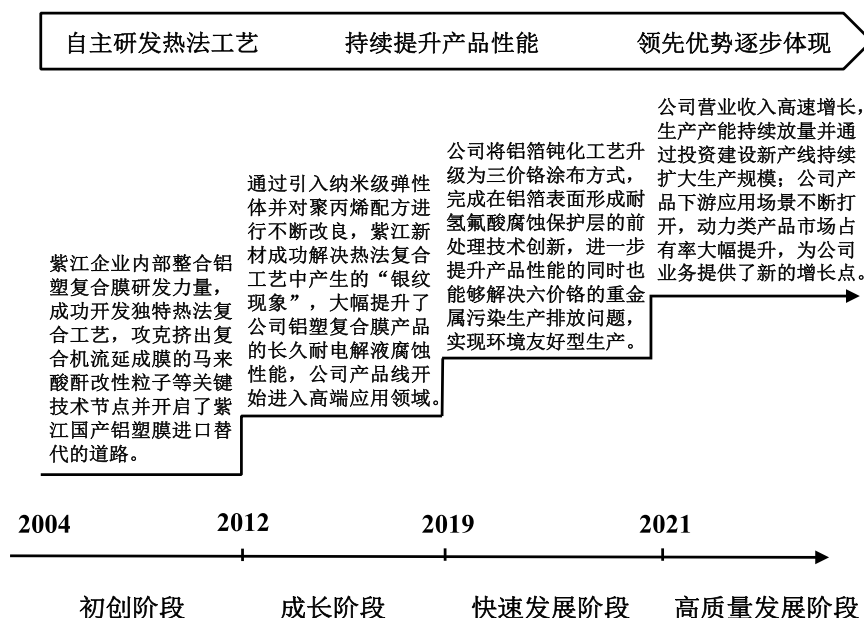 自主研发热法工艺 持续提升产品性能 领先优势逐步体现
紫江企业内部整合铝
塑复合膜研发力量，
成功开发独特热法复
合工艺，攻克挤出复
合机流延成膜的马来
酸酐改性粒子等关键
技术节点并开启了紫
江国产铝塑膜进口替
代的道路。
通过引入纳米级弹性
体并对聚丙烯配方进
行不断改良，紫江新
材成功解决热法复合
工艺中产生的“银纹
现象”，大幅提升了
公司铝塑复合膜产品
的长久耐电解液腐蚀
性能，公司产品线开
始进入高端应用领域。
公司将铝箔钝化工艺升
级为三价铬涂布方式，
完成在铝箔表面形成耐
氢氟酸腐蚀保护层的前
处理技术创新，进一步
提升产品性能的同时也
能够解决六价铬的重金
属污染生产排放问题，
实现环境友好型生产。
公司营业收入高速增长，
生产产能持续放量并通
过投资建设新产线持续
扩大生产规模；公司产
品下游应用场景不断打
开，动力类产品市场占
有率大幅提升，为公司
业务提供了新的增长点。
2004 2012 2019 2021
初创阶段 成长阶段 快速发展阶段 高质量发展阶段